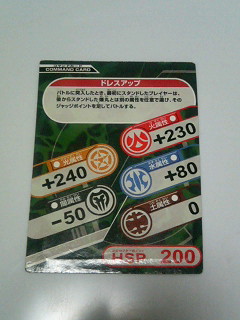 COMMAND CARD
ドレスアップ
バトルに突入したとき、最初にスタンドしたプレイヤーは、
後からスタンドした爆丸とは別の属性を任意で選び、その
ジャッジポイントを足してバトルする。
火属性
+230
光属性
+240
水属性
+80
闇属性
-50
土属性
0
HSP 200